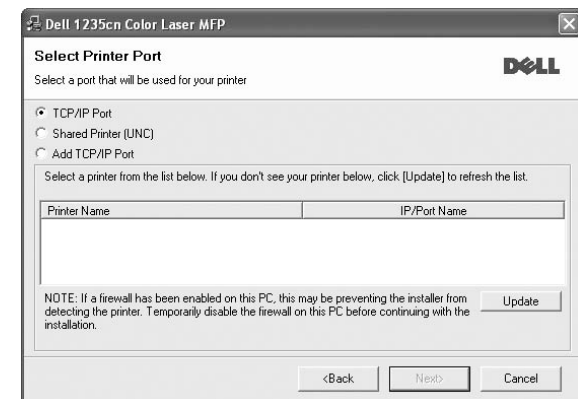 Dell 1235cn Color Laser MFP
Select Printer Port
Select a port that will be used for your printer
DELL
TCP/IP Port
Shared Printer (UNC)
Add TCP/IP Port
Select a printer from the list below. If you don't see your printer below, click [Update] to refresh the list.
Printer Name IP/Port Name
NOTE: If a firewall has been enabled on this PC, this may be preventing the installer from
detecting the printer. Temporarily disable the firewall on this PC before continuing with the
installation.
Update
<Back Next> Cancel